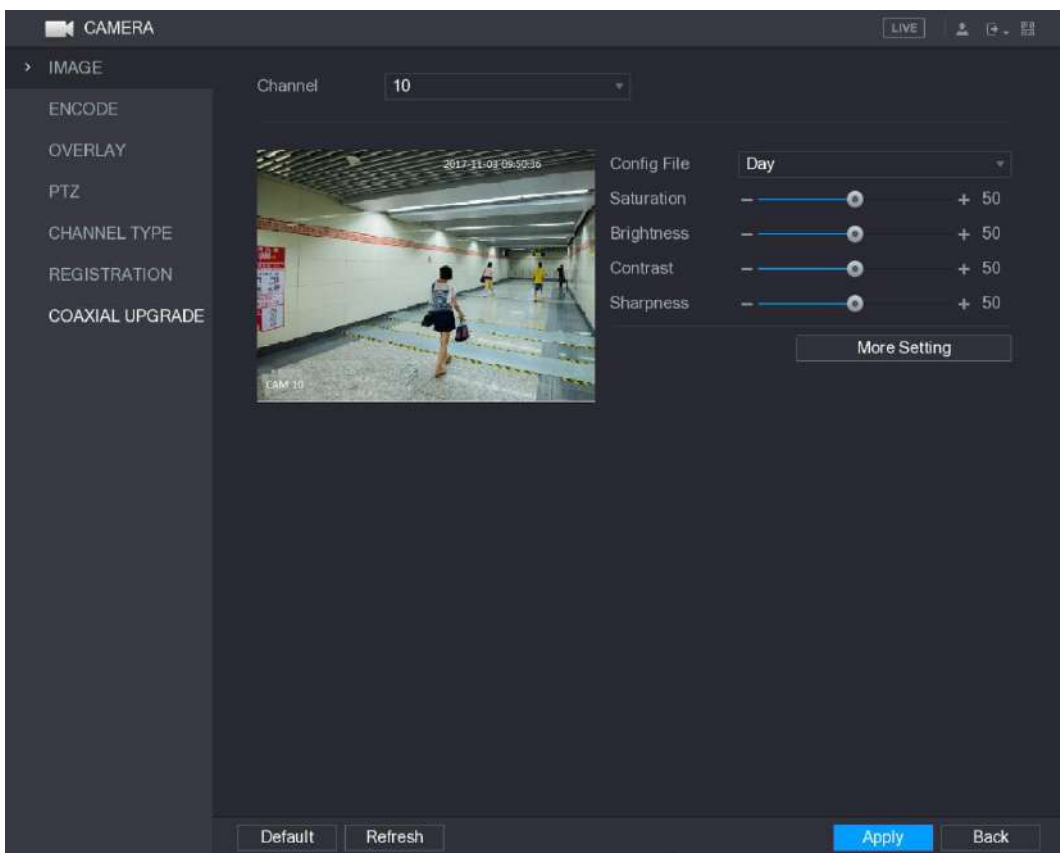 CAMERA
LIVE
IMAGE
ENCODE
OVERLAY
PTZ
CHANNEL TYPE
REGISTRATION
COAXIAL UPGRADE
Channel 10
2017-11-03 09:50:36
CAM 10
Config File Day
Saturation 50
Brightness 50
Contrast 50
Sharpness 50
More Setting
Default Refresh Apply Back